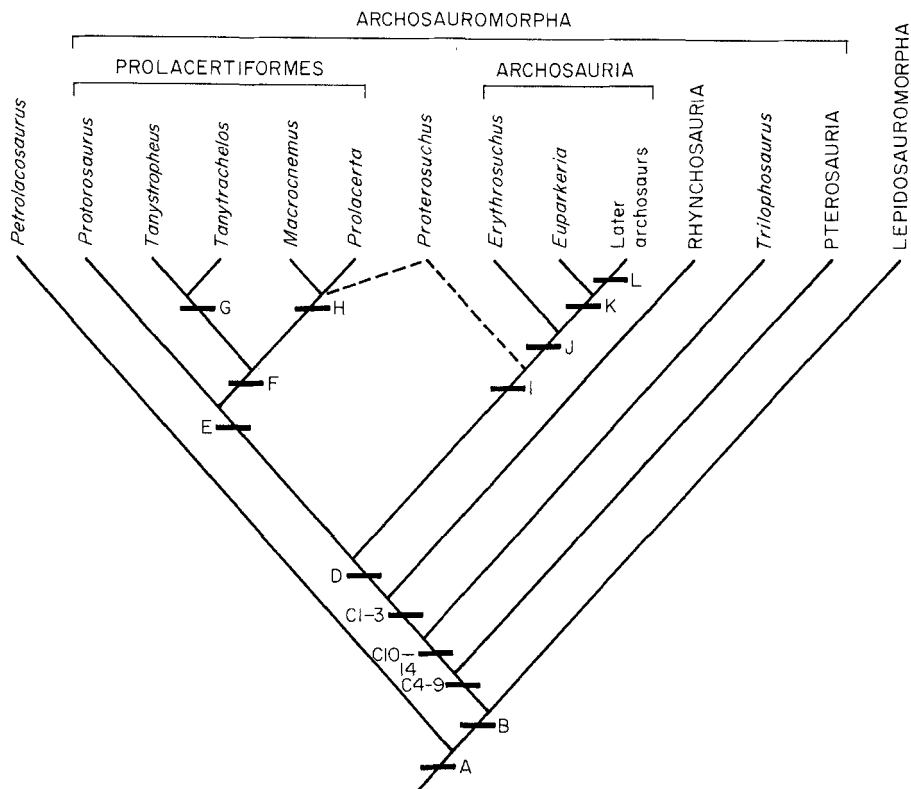 ARCHOSAUROMORPHA
PROLACERTIFORMES
ARCHOSAURIA
Petrolacosaurus
Protorosaurus
Tanystropheus
Tanytrachelos
Macrocnemus
Prolacerta
Proterosuchus
Erythrosuchus
Euparkeria
Later
archosaurs
RHYNCHOSAURIA
Trilophosaurus
PTEROSAURIA
LEPIDOSAUROMORPHA
L
G
H
K
J
F
I
E
D
C1-3
C10-
14
C4-9
B
A